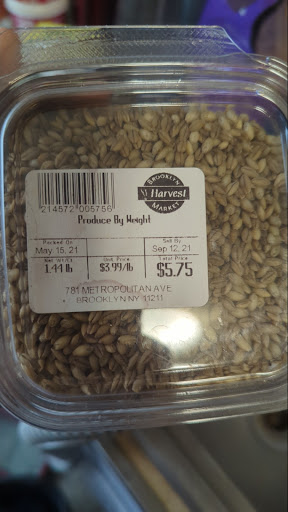 BROOKLYN
Harvest
MARKET
214572 005756
Produce By Weight
Packed On
May 15, 21
Sell By
Sep 12, 21
Net Wt/Ct
1.44 lb
Unit Price
$3.99/lb
Total Price
$5.75
781 METROPOLITAN AVE
BROOKLYN NY 11211